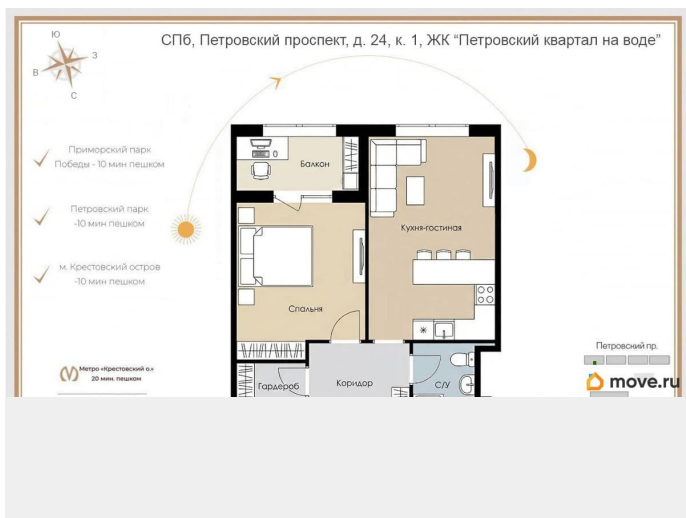 СПб, Петровский проспект, д. 24, к. 1, ЖК “Петровский квартал на воде”
Ю
З
В
С
Приморский парк
Победы - 10 мин пешком
Петровский парк
-10 мин пешком
м. Крестовский остров
-10 мин пешком
Метро «Крестовский о.»
20 мин. пешком
Балкон
Кухня-гостиная
Спальня
Гардероб
Коридор
С/У
Петровский пр.
move.ru